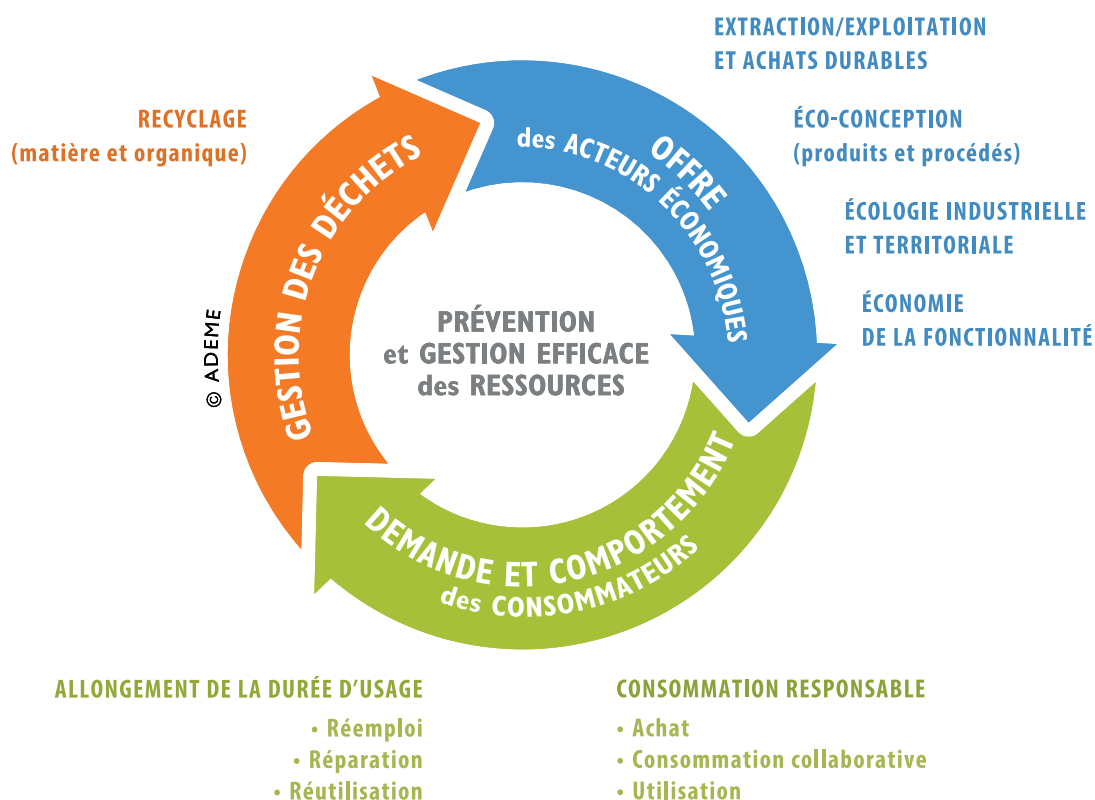 EXTRACTION/EXPLOITATION
ET ACHATS DURABLES
RECYCLAGE
(matière et organique)
ÉCO-CONCEPTION
(produits et procédés)
ÉCOLOGIE INDUSTRIELLE
ET TERRITORIALE
ÉCONOMIE
DE LA FONCTIONNALITÉ
OFFRE
des ACTEURS ÉCONOMIQUES
GESTION DES DÉCHETS
© ADEME
PRÉVENTION
et GESTION EFFICACE
des RESSOURCES
DEMANDE ET COMPORTEMENT
des CONSOMMATEURS
ALLONGEMENT DE LA DURÉE D’USAGE
• Réemploi
• Réparation
• Réutilisation
CONSOMMATION RESPONSABLE
• Achat
• Consommation collaborative
• Utilisation